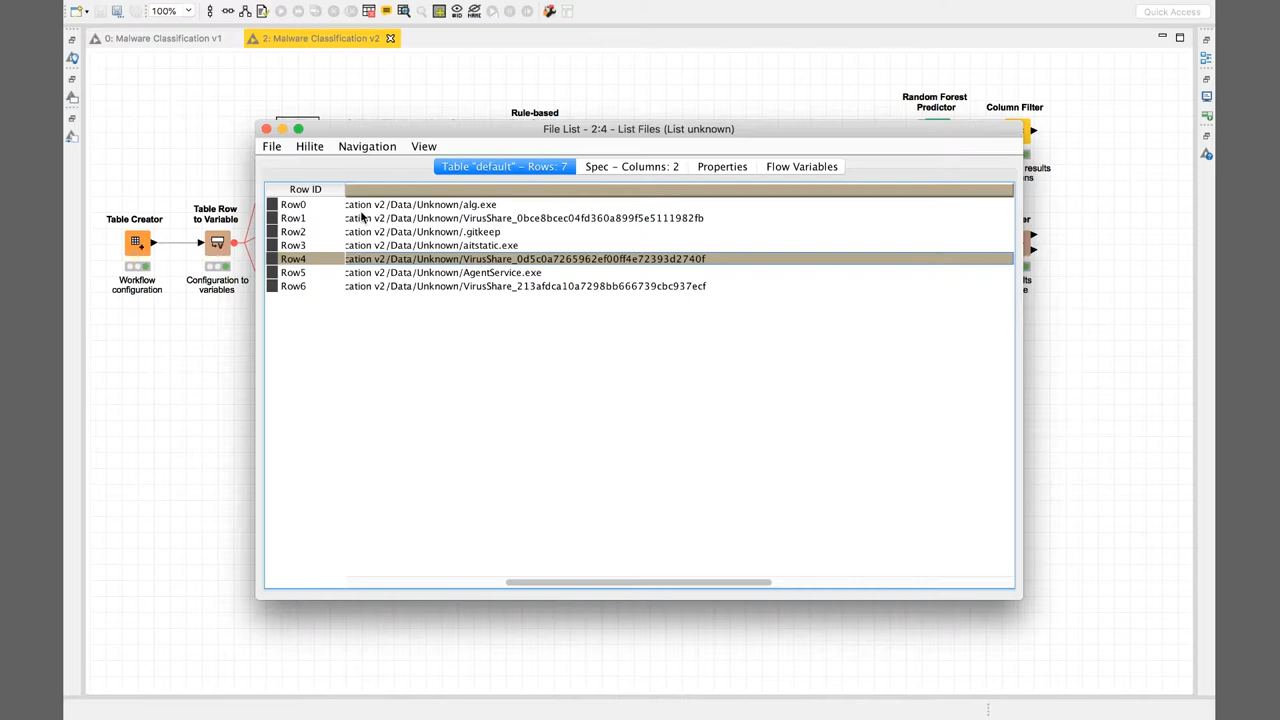 100%
Quick Access
0: Malware Classification v1
2: Malware Classification v2
Random Forest
Predictor
Column Filter
Rule-based
File List - 2:4 - List Files (List unknown)
File Hilite Navigation View
Table "default" - Rows: 7 Spec - Columns: 2 Properties Flow Variables
Row ID
Row0 cation v2/Data/Unknown/alg.exe
Row1 cation v2/Data/Unknown/VirusShare_0bce8bcec04fd360a899f5e5111982fb
Row2 cation v2/Data/Unknown/.gitkeep
Row3 cation v2/Data/Unknown/aitstatic.exe
Row4 cation v2/Data/Unknown/VirusShare_0d5c0a7265962ef00ff4e72393d2740f
Row5 cation v2/Data/Unknown/AgentService.exe
Row6 cation v2/Data/Unknown/VirusShare_213afdca10a7298bb666739cbc937ecf
results
ns
Table Creator
Table Row
to Variable
Workflow
configuration
Configuration to
variables
er
lts
e